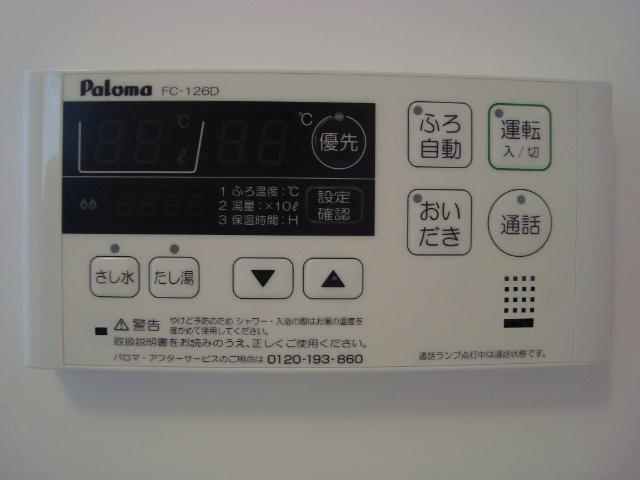 Paloma FC-126D
℃ ℃
ℓ
優先
ふろ
自動
運転
入/切
1 ふろ温度:℃
2 湯量:×10ℓ
3 保温時間:H
設定
確認
おい
だき
通話
さし水 たし湯 ▼ ▲
⚠警告 やけど予防のため シャワー・入浴の際はお湯の温度を
確かめて使用してください。
取扱説明書をお読みのうえ、正しくご使用ください。
パロマ・アフターサービスのご用命は 0120-193-860
通話ランプ点灯中は通話状態です。